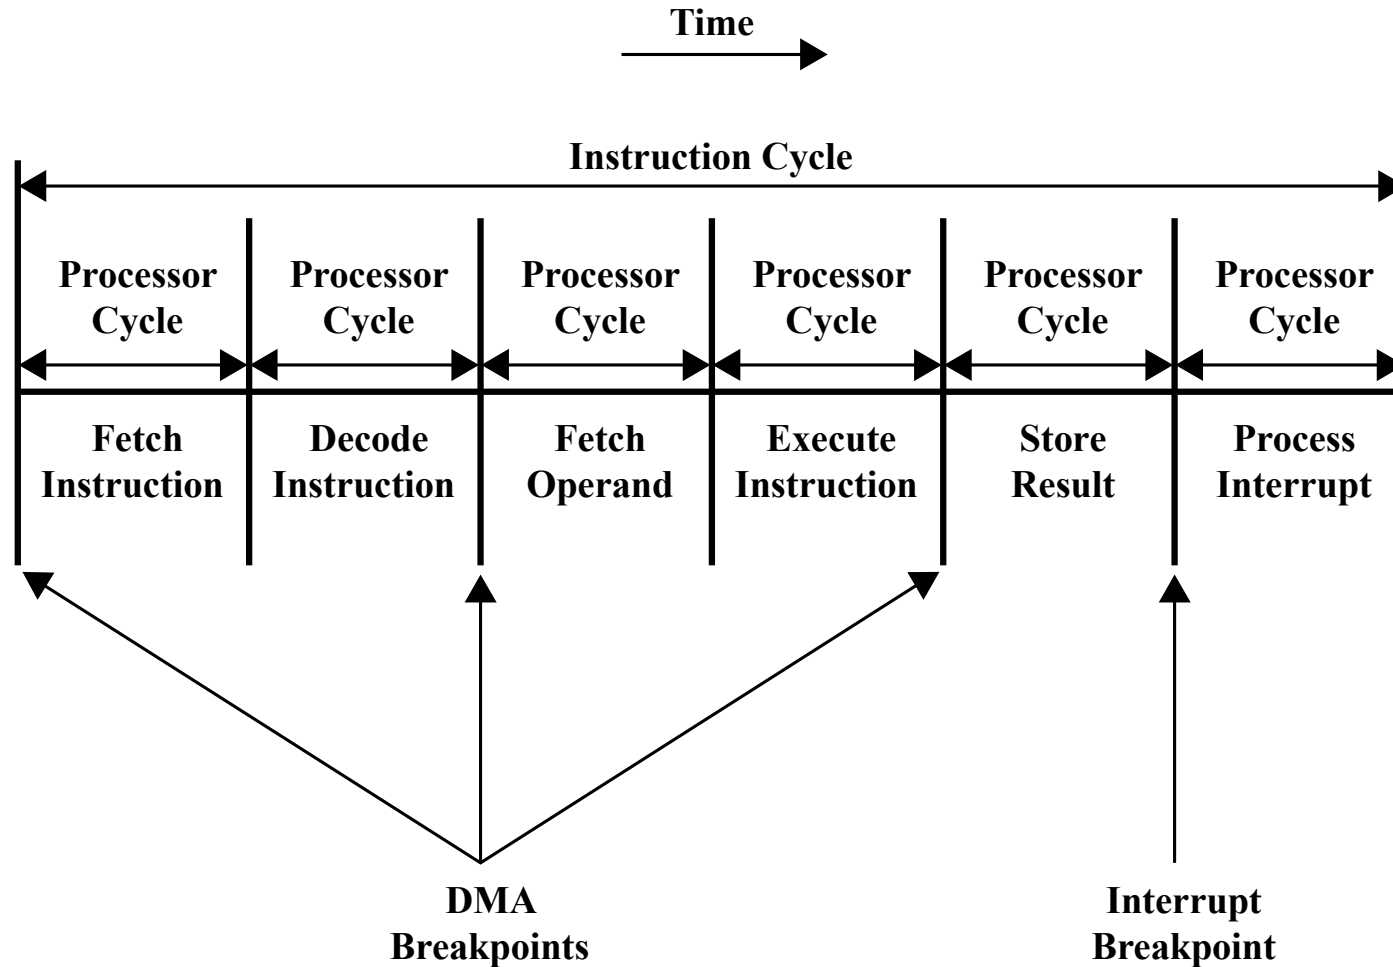 Time
Instruction Cycle
Processor
Cycle
Processor
Cycle
Processor
Cycle
Processor
Cycle
Processor
Cycle
Processor
Cycle
Fetch
Instruction
Decode
Instruction
Fetch
Operand
Execute
Instruction
Store
Result
Process
Interrupt
DMA
Breakpoints
Interrupt
Breakpoint